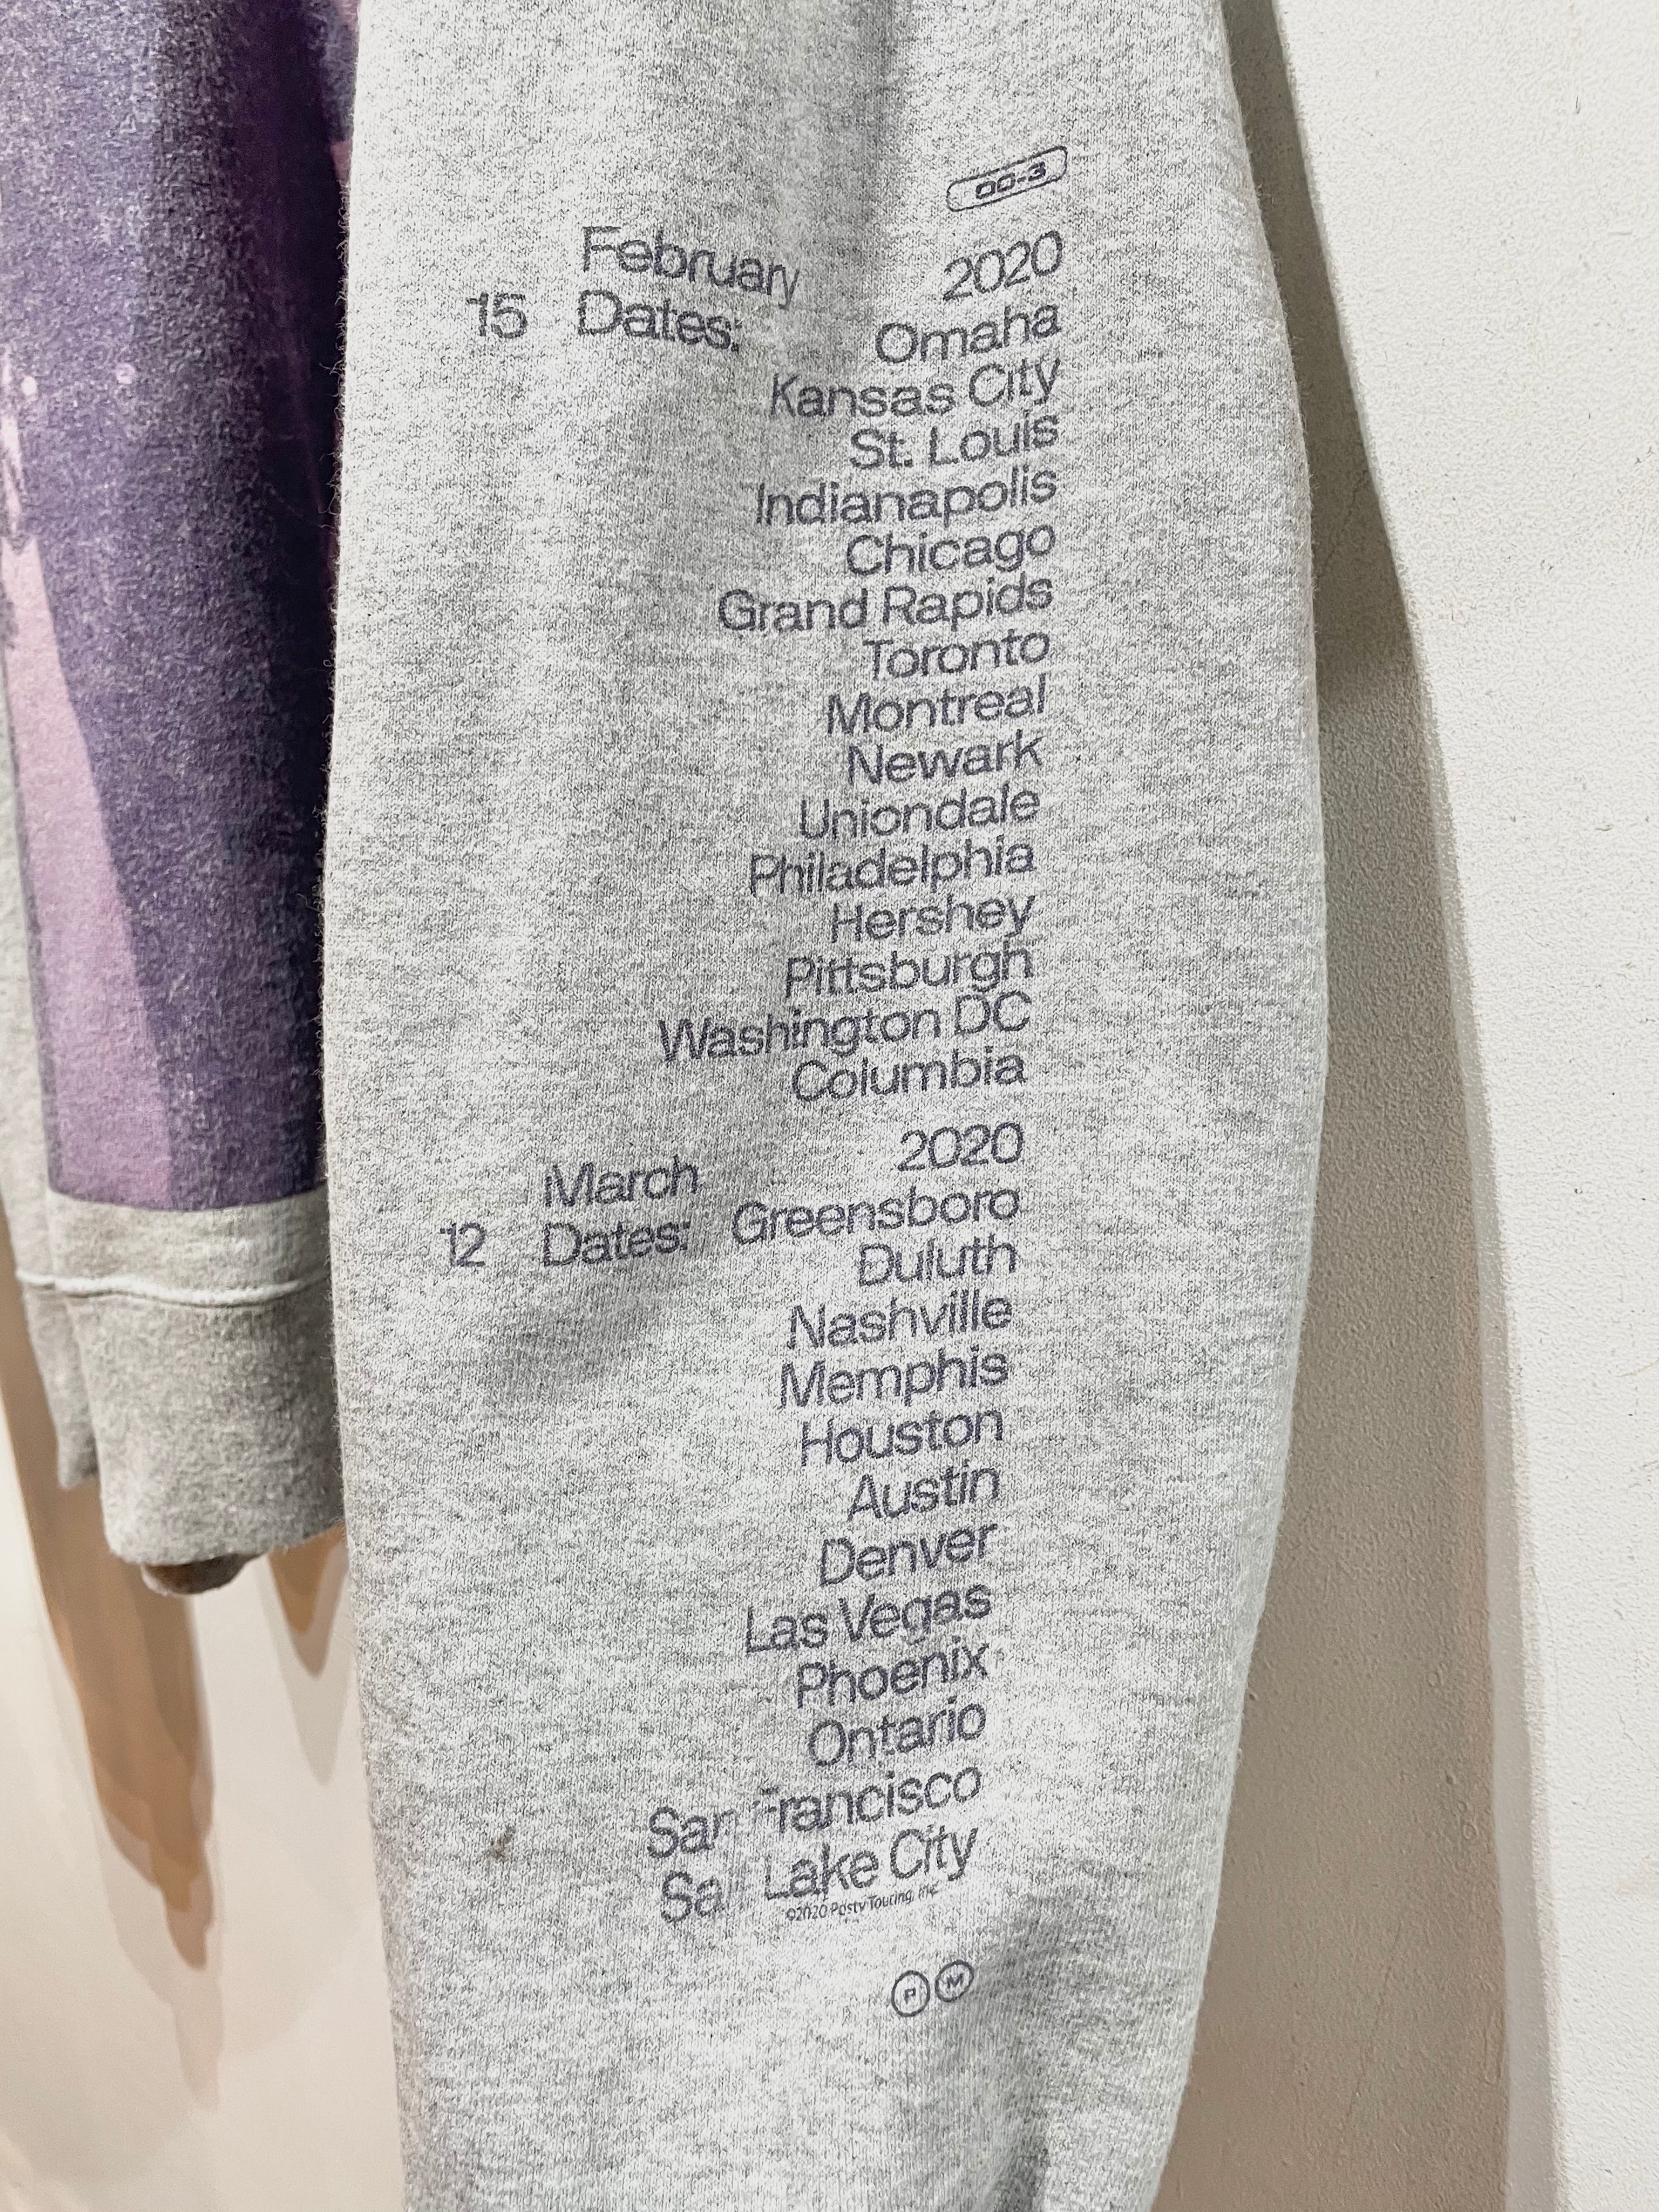 00-3
February 2020
15 Dates: Omaha
Kansas City
St. Louis
Indianapolis
Chicago
Grand Rapids
Toronto
Montreal
Newark
Uniondale
Philadelphia
Hershey
Pittsburgh
Washington DC
Columbia
March 2020
12 Dates: Greensboro
Duluth
Nashville
Memphis
Houston
Austin
Denver
Las Vegas
Phoenix
Ontario
San Francisco
Salt Lake City
©2020 Posty Touring, Inc.
P M